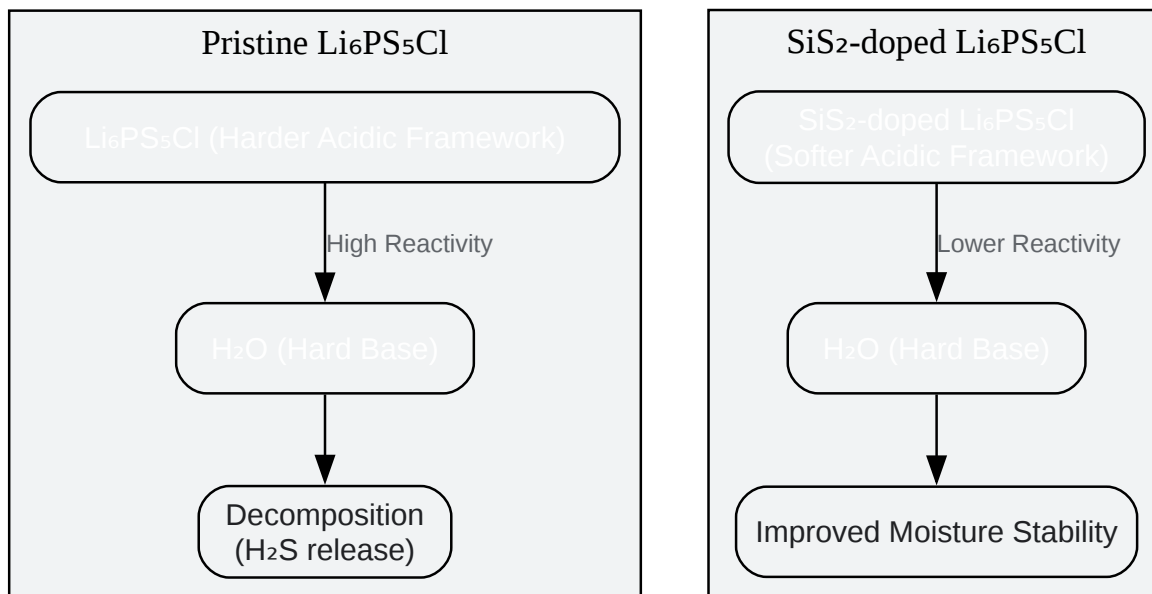 Pristine Li₆PS₅Cl
Li₆PS₅Cl (Harder Acidic Framework)
High Reactivity
H₂O (Hard Base)
Decomposition
(H₂S release)
SiS₂-doped Li₆PS₅Cl
SiS₂-doped Li₆PS₅Cl
(Softer Acidic Framework)
Lower Reactivity
H₂O (Hard Base)
Improved Moisture Stability